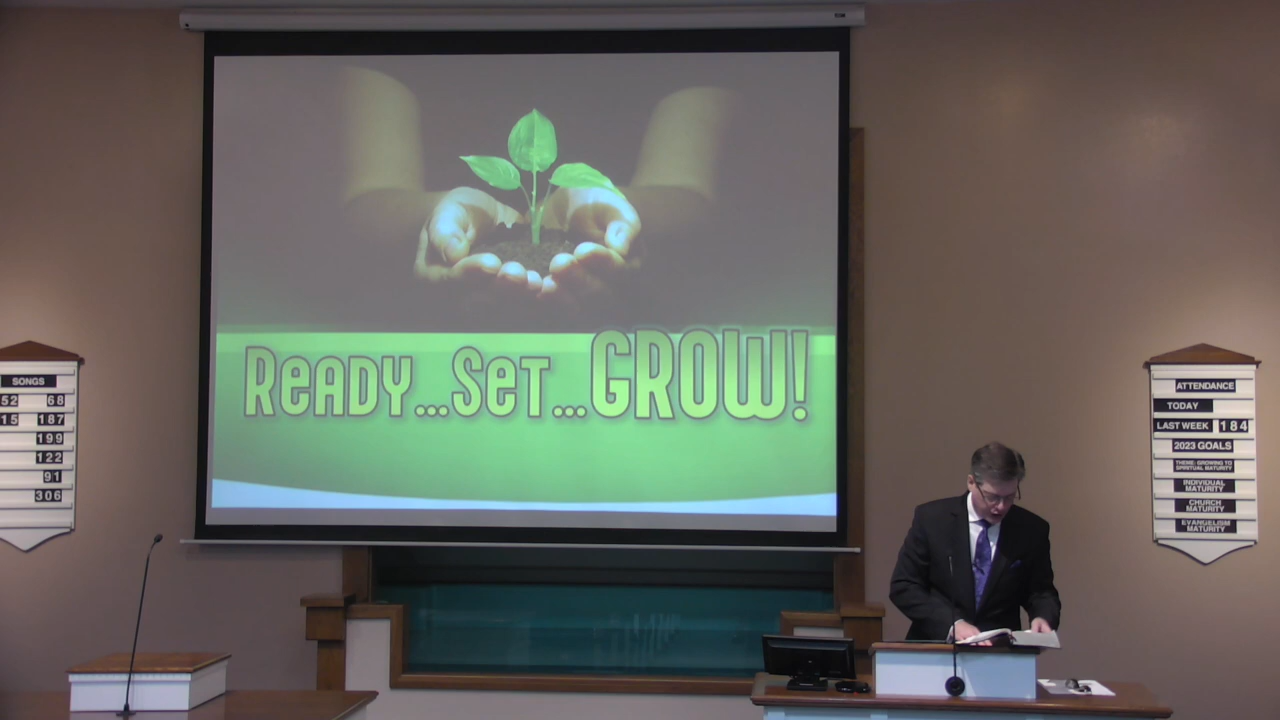 Ready...Set...GROW!
SONGS
52 68
15 187
199
122
91
306
ATTENDANCE
TODAY
LAST WEEK 184
2023 GOALS
THEME: GROWING TO
SPIRITUAL MATURITY
INDIVIDUAL
MATURITY
CHURCH
MATURITY
EVANGELISM
MATURITY